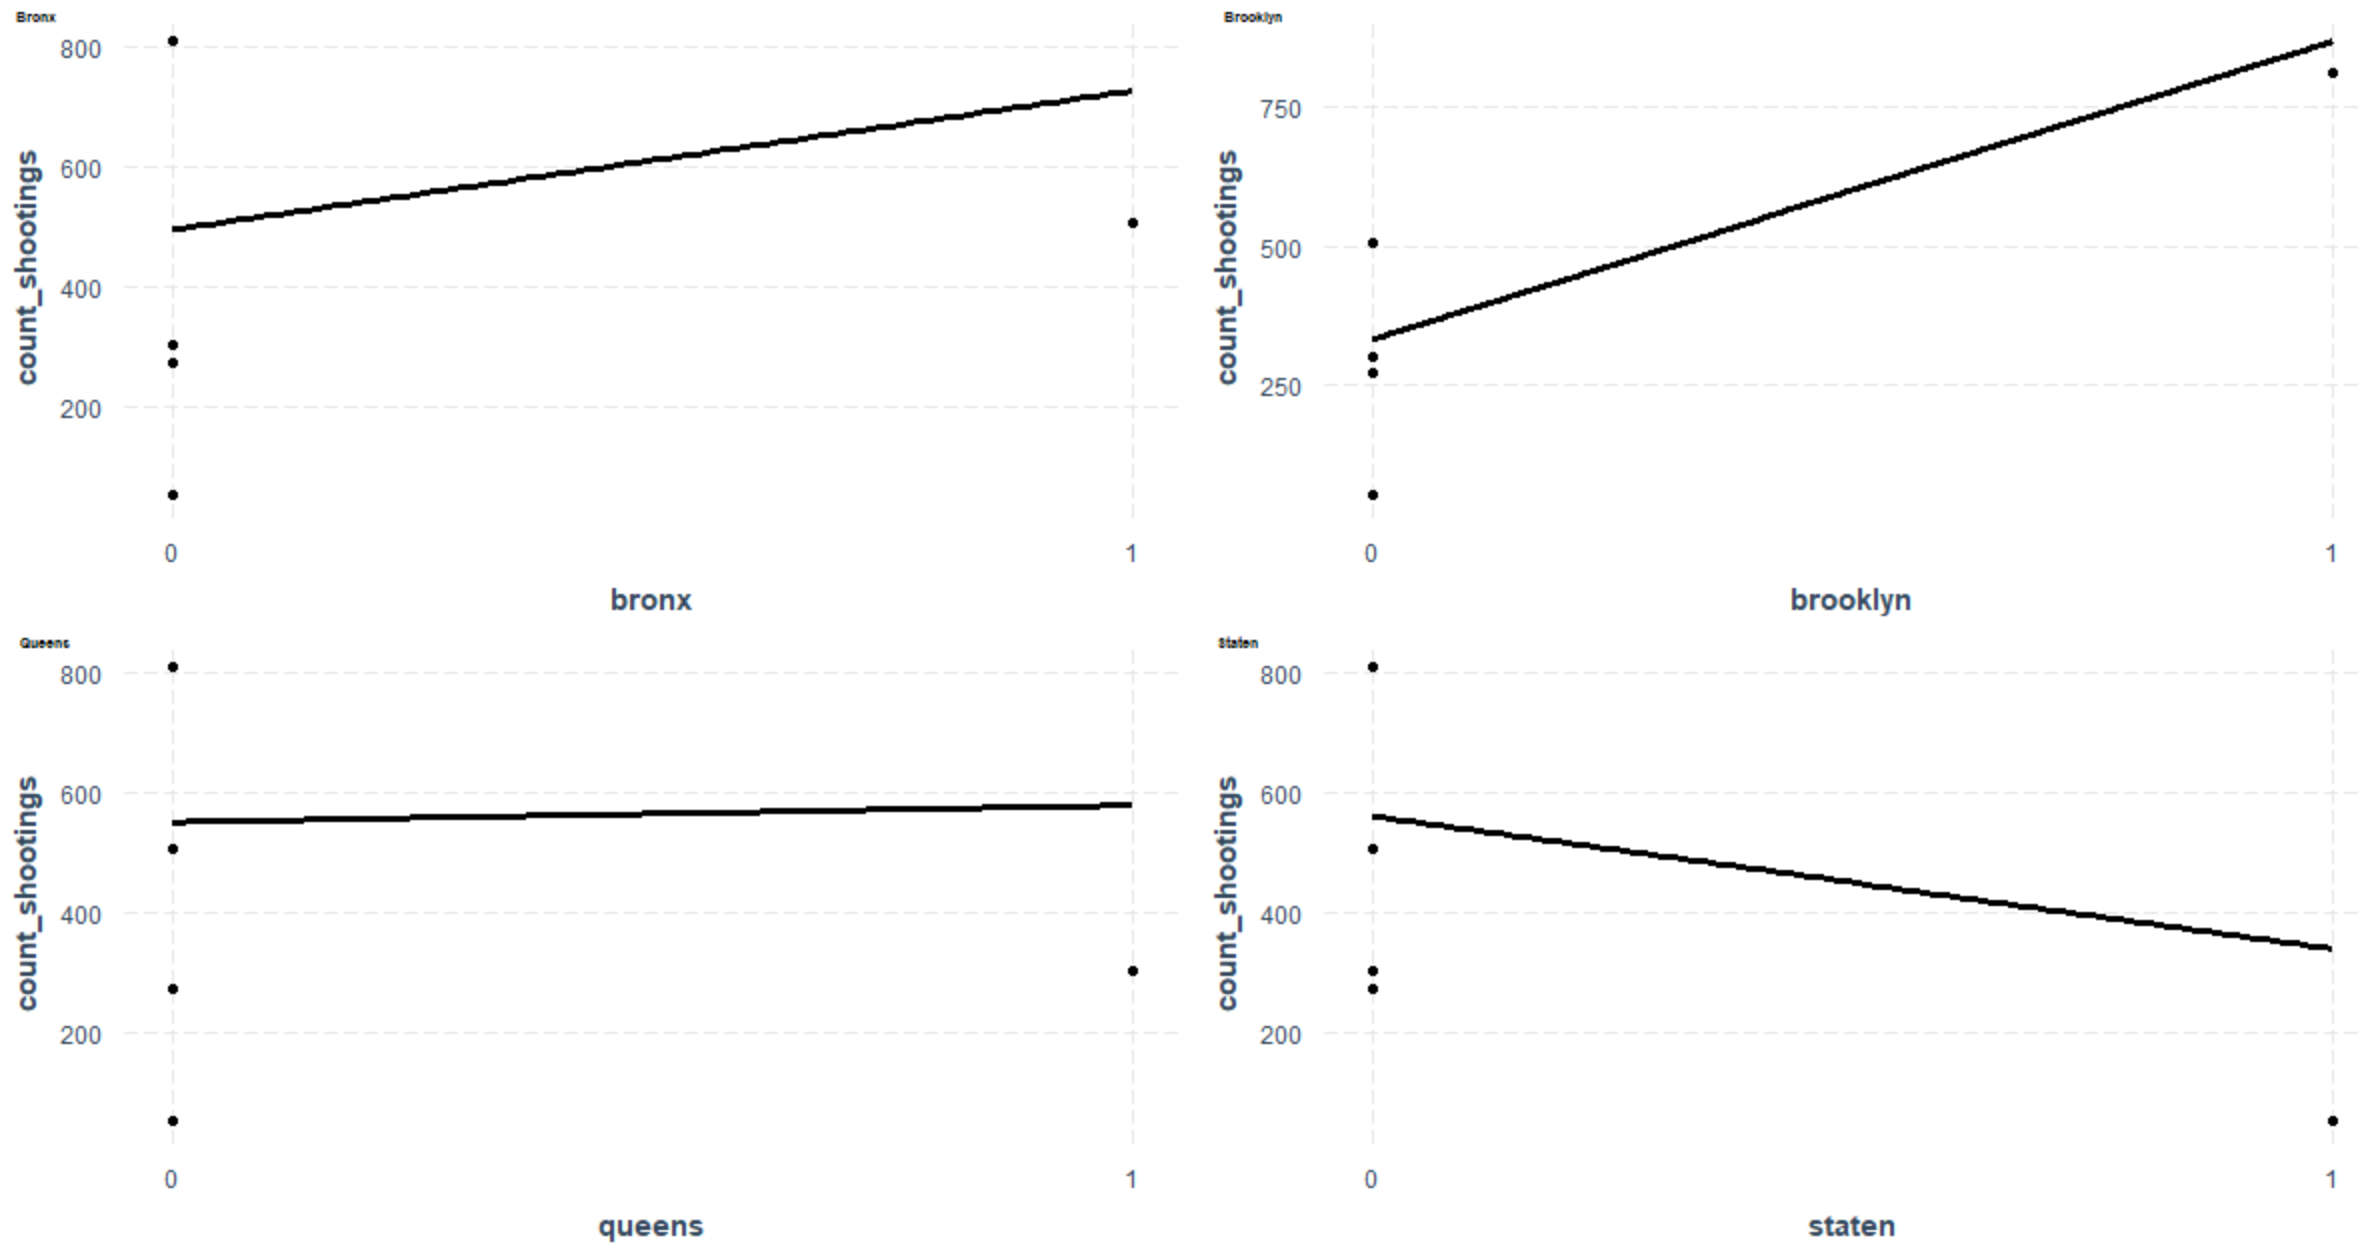 Bronx
800
600
400
200
count_shootings
0 1
bronx
Brooklyn
750
500
250
count_shootings
0 1
brooklyn
Queens
800
600
400
200
count_shootings
0 1
queens
Staten
800
600
400
200
count_shootings
0 1
staten